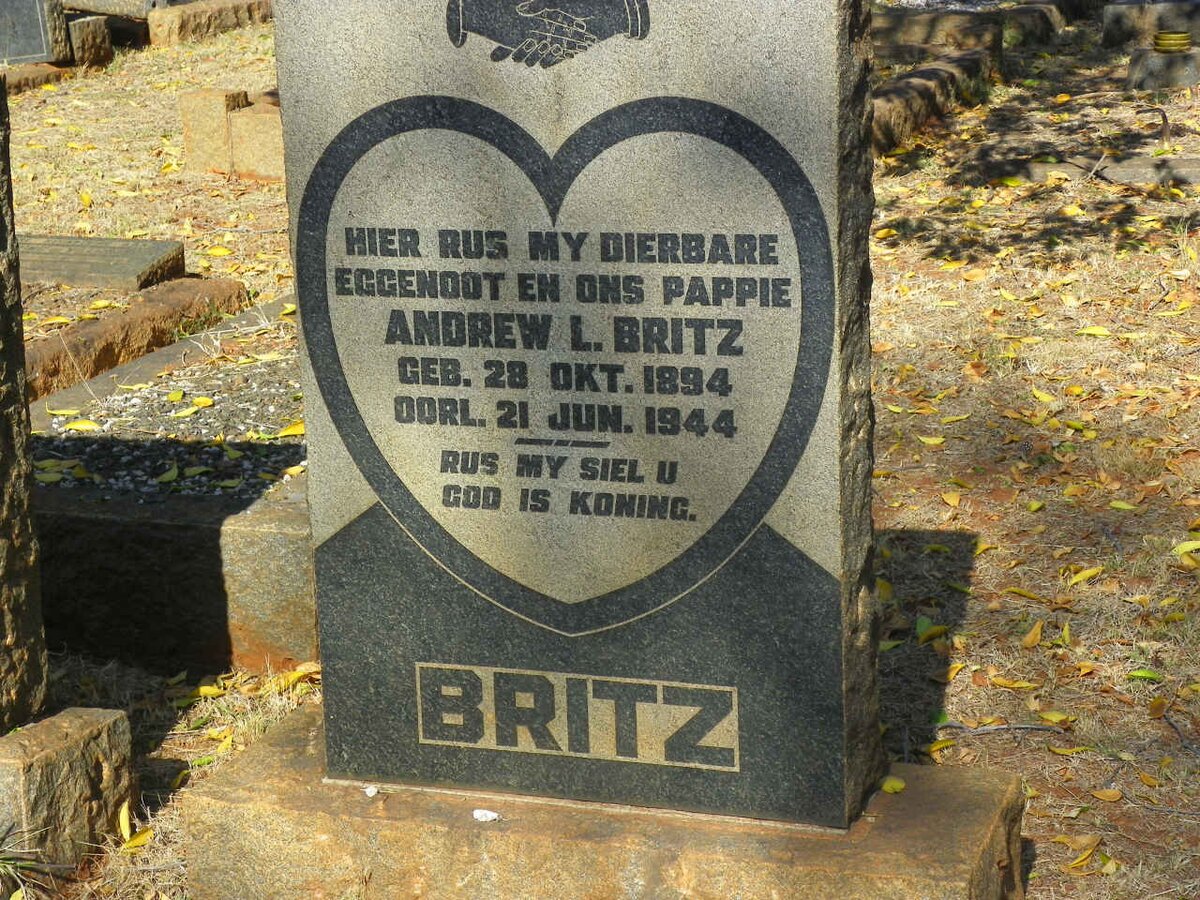 HIER RUS MY DIERBARE
EGGENOOT EN ONS PAPPIE
ANDREW L. BRITZ
GEB. 28 OKT. 1894
OORL. 21 JUN. 1944
RUS MY SIEL U
GOD IS KONING.
BRITZ